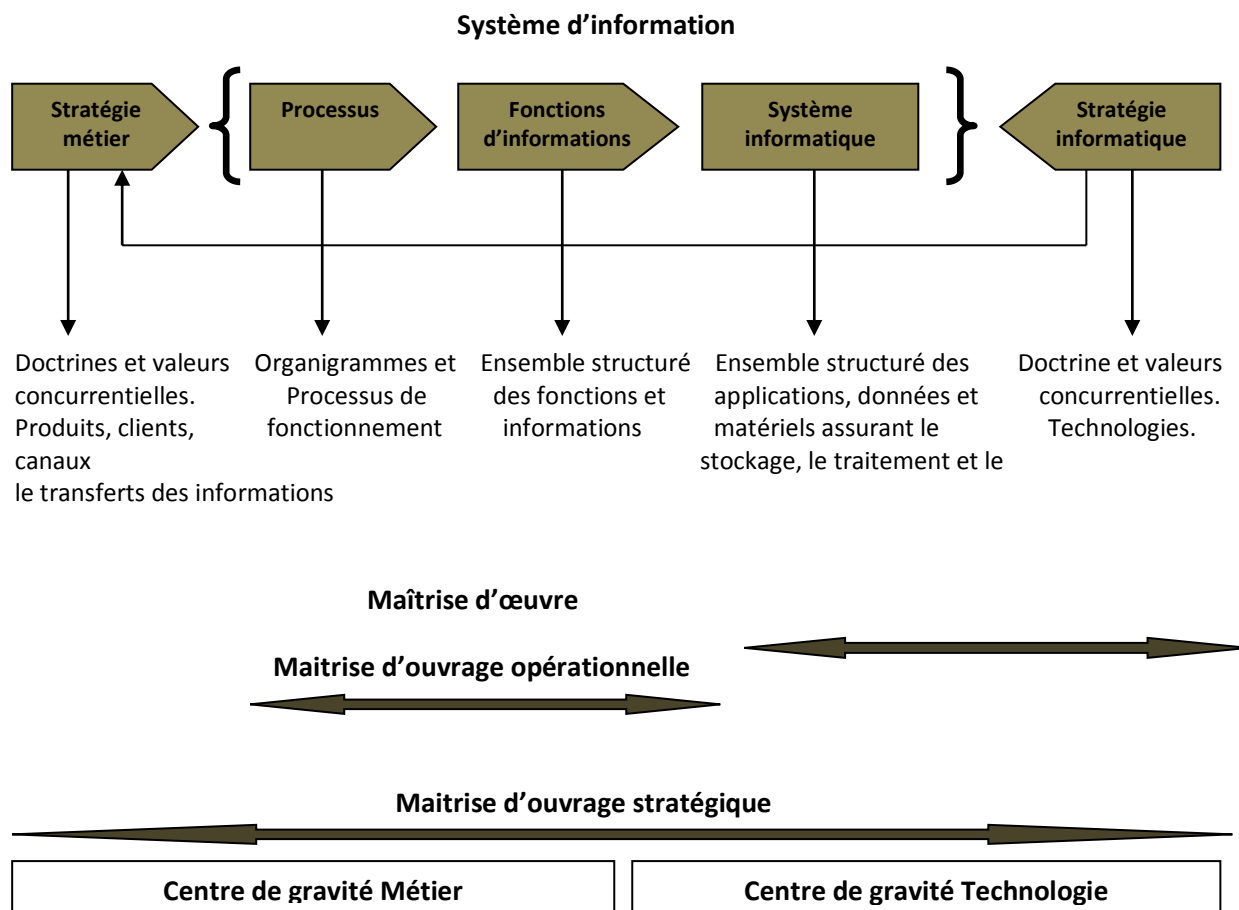 Système d’information
Stratégie
métier
Processus
Fonctions
d’informations
Système
informatique
Stratégie
informatique
Doctrines et valeurs
concurrentielles.
Produits, clients,
canaux
le transferts des informations
Organigrammes et
Processus de
fonctionnement
Ensemble structuré
des fonctions et
informations
Ensemble structuré des
applications, données et
matériels assurant le
stockage, le traitement et le
Doctrine et valeurs
concurrentielles.
Technologies.
Maîtrise d’œuvre
Maitrise d’ouvrage opérationnelle
Maitrise d’ouvrage stratégique
Centre de gravité Métier
Centre de gravité Technologie